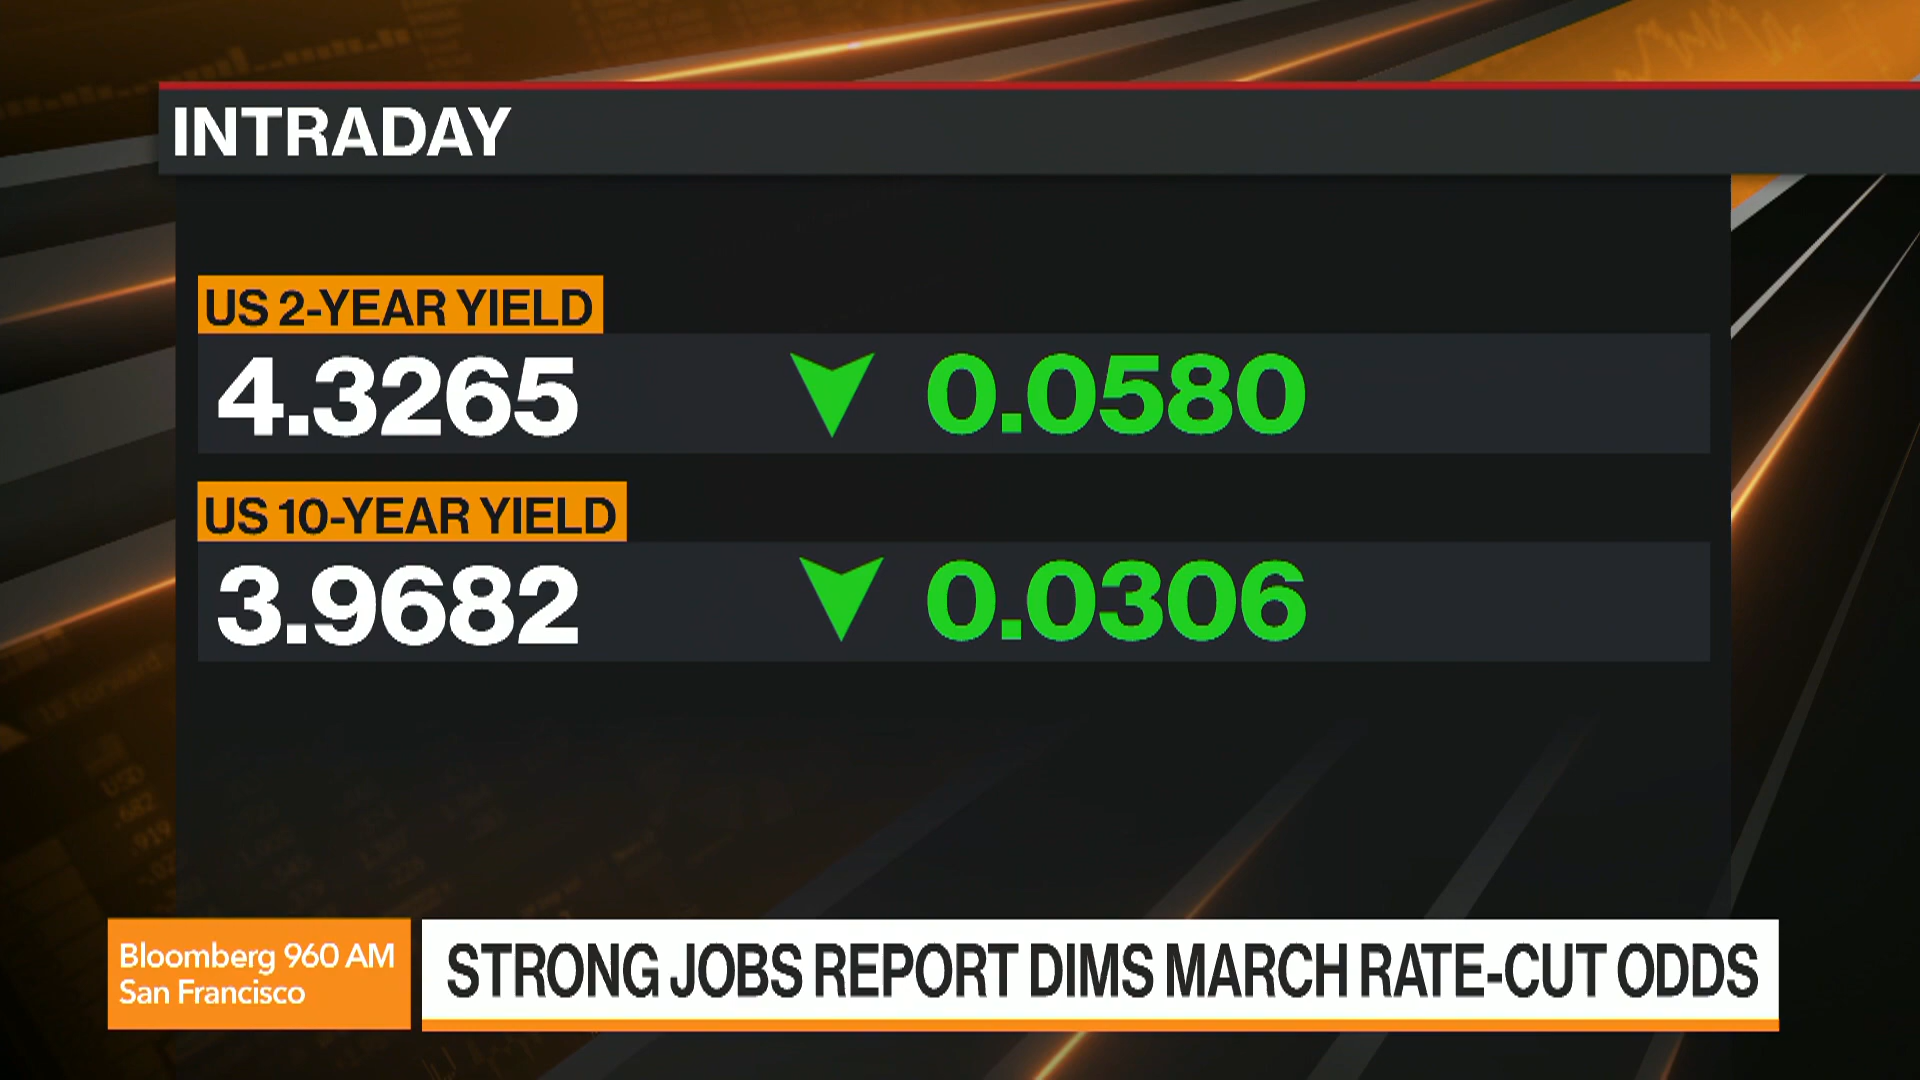 INTRADAY
US 2-YEAR YIELD
4.3265 0.0580
US 10-YEAR YIELD
3.9682 0.0306
Bloomberg 960 AM
San Francisco
STRONG JOBS REPORT DIMS MARCH RATE-CUT ODDS